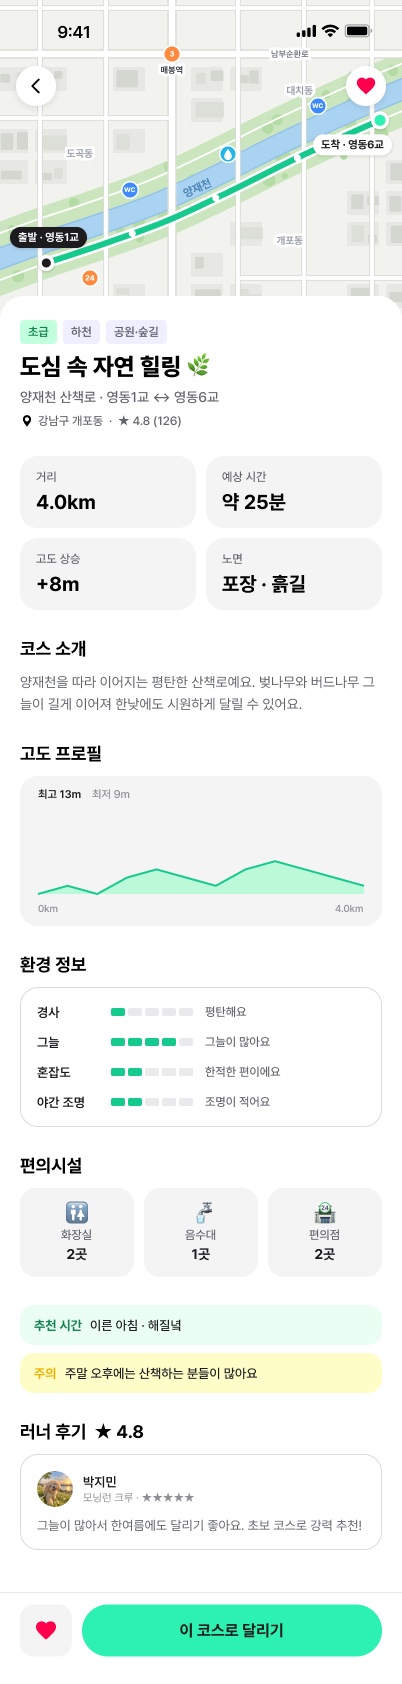 9:41
남부순환로
3
매봉역
대치동
WC
도착 · 영동6교
도곡동
WC
양재천
출발 · 영동1교
개포동
24
초급 하천 공원·숲길
도심 속 자연 힐링 🌿
양재천 산책로 · 영동1교 ↔ 영동6교
강남구 개포동 · ★ 4.8 (126)
거리 예상 시간
4.0km 약 25분
고도 상승 노면
+8m 포장 · 흙길
코스 소개
양재천을 따라 이어지는 평탄한 산책로예요. 벚나무와 버드나무 그
늘이 길게 이어져 한낮에도 시원하게 달릴 수 있어요.
고도 프로필
최고 13m 최저 9m
0km 4.0km
환경 정보
경사 평탄해요
그늘 그늘이 많아요
혼잡도 한적한 편이에요
야간 조명 조명이 적어요
편의시설
24
화장실 음수대 편의점
2곳 1곳 2곳
추천 시간 이른 아침 · 해질녘
주의 주말 오후에는 산책하는 분들이 많아요
러너 후기 ★ 4.8
박지민
모닝런 크루 · ★★★★★
그늘이 많아서 한여름에도 달리기 좋아요. 초보 코스로 강력 추천!
이 코스로 달리기